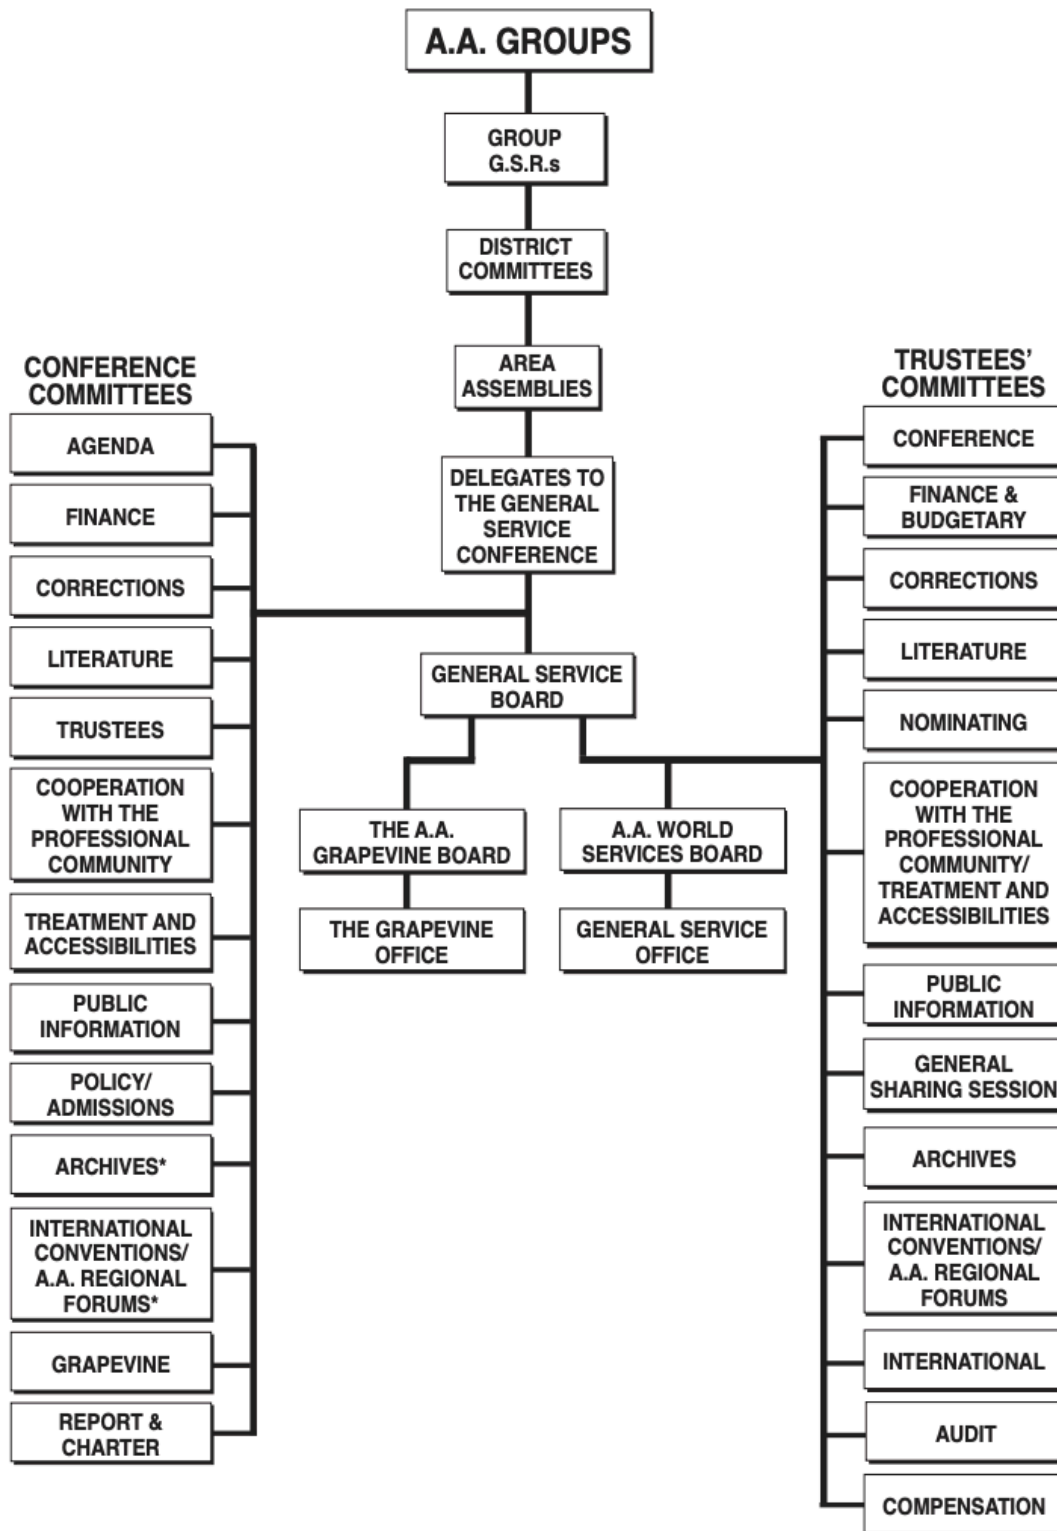 A.A. GROUPS
GROUP
G.S.R.s
DISTRICT
COMMITTEES
AREA
ASSEMBLIES
DELEGATES TO
THE GENERAL
SERVICE
CONFERENCE
GENERAL SERVICE
BOARD
THE A.A.
GRAPEVINE BOARD
THE GRAPEVINE
OFFICE
A.A. WORLD
SERVICES BOARD
GENERAL SERVICE
OFFICE
CONFERENCE
COMMITTEES
AGENDA
FINANCE
CORRECTIONS
LITERATURE
TRUSTEES
COOPERATION
WITH THE
PROFESSIONAL
COMMUNITY
TREATMENT AND
ACCESSIBILITIES
PUBLIC
INFORMATION
POLICY/
ADMISSIONS
ARCHIVES*
INTERNATIONAL
CONVENTIONS/
A.A. REGIONAL
FORUMS*
GRAPEVINE
REPORT &
CHARTER
TRUSTEES’
COMMITTEES
CONFERENCE
FINANCE &
BUDGETARY
CORRECTIONS
LITERATURE
NOMINATING
COOPERATION
WITH THE
PROFESSIONAL
COMMUNITY/
TREATMENT AND
ACCESSIBILITIES
PUBLIC
INFORMATION
GENERAL
SHARING SESSION
ARCHIVES
INTERNATIONAL
CONVENTIONS/
A.A. REGIONAL
FORUMS
INTERNATIONAL
AUDIT
COMPENSATION